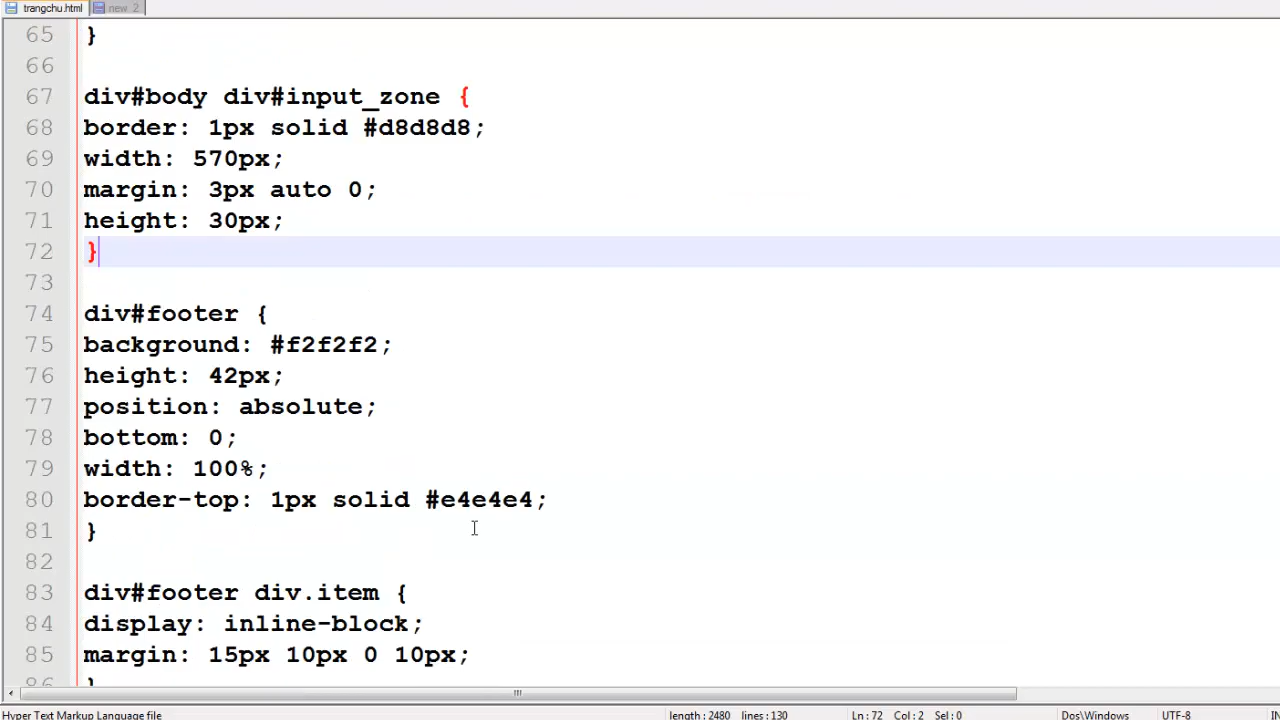 trangchu.html new 2
65 }
66
67 div#body div#input_zone {
68 border: 1px solid #d8d8d8;
69 width: 570px;
70 margin: 3px auto 0;
71 height: 30px;
72 }
73
74 div#footer {
75 background: #f2f2f2;
76 height: 42px;
77 position: absolute;
78 bottom: 0;
79 width: 100%;
80 border-top: 1px solid #e4e4e4;
81 }
82
83 div#footer div.item {
84 display: inline-block;
85 margin: 15px 10px 0 10px;
86 }
Hyper Text Markup Language file length : 2480 lines : 130 Ln : 72 Col : 2 Sel : 0 Dos\Windows UTF-8 IN